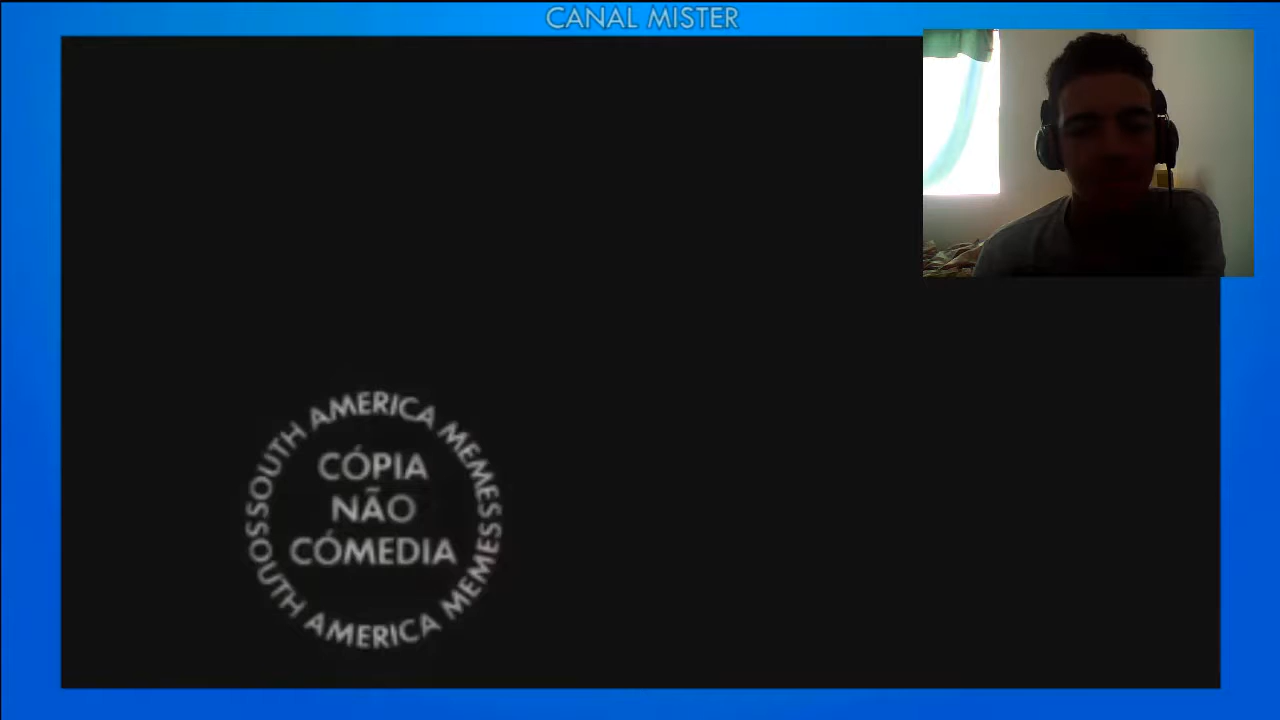 CANAL MISTER
SOUTH AMERICA MEMES
CÓPIA
NÃO
CÓMEDIA
SOUTH AMERICA MEMES